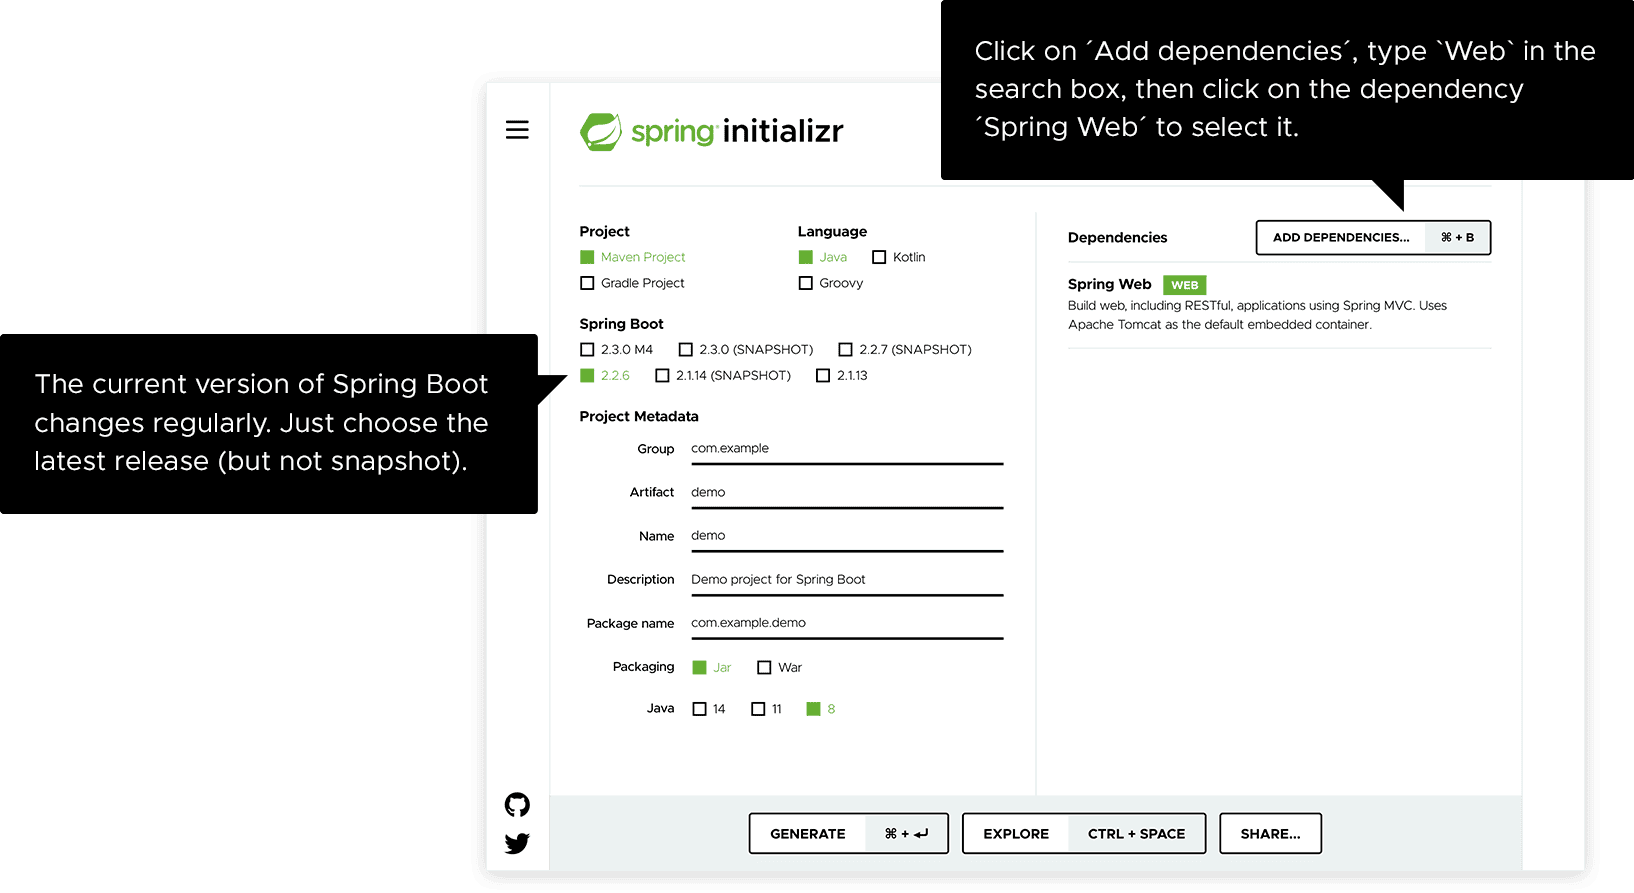 Click on ´Add dependencies´, type `Web` in the
search box, then click on the dependency
´Spring Web´ to select it.
spring initializr
Project
Maven Project
Gradle Project
Language
Java Kotlin
Groovy
Spring Boot
2.3.0 M4 2.3.0 (SNAPSHOT) 2.2.7 (SNAPSHOT)
2.2.6 2.1.14 (SNAPSHOT) 2.1.13
The current version of Spring Boot
changes regularly. Just choose the
latest release (but not snapshot).
Project Metadata
Group com.example
Artifact demo
Name demo
Description Demo project for Spring Boot
Package name com.example.demo
Packaging Jar War
Java 14 11 8
Dependencies ADD DEPENDENCIES... ⌘ + B
Spring Web WEB
Build web, including RESTful, applications using Spring MVC. Uses
Apache Tomcat as the default embedded container.
GENERATE ⌘ + ↵ EXPLORE CTRL + SPACE SHARE...